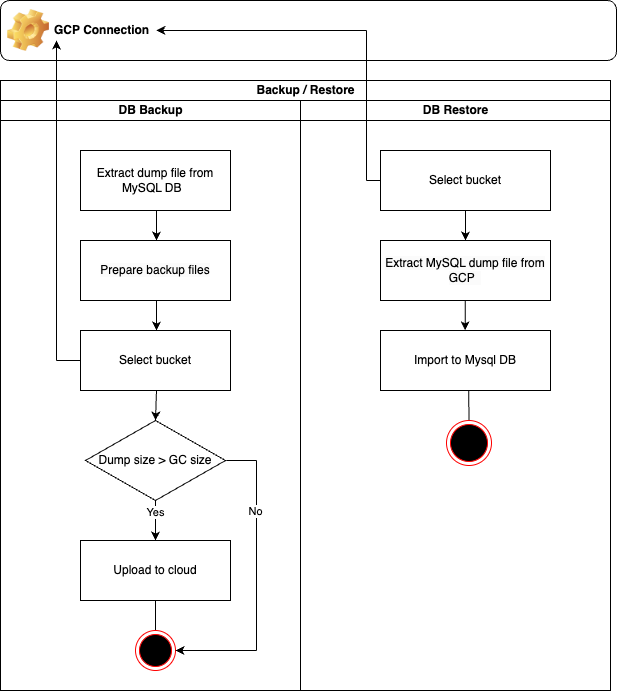 GCP Connection
Backup / Restore
DB Backup
DB Restore
Extract dump file from
MySQL DB
Prepare backup files
Select bucket
Dump size > GC size
Yes
No
Upload to cloud
Select bucket
Extract MySQL dump file from
GCP
Import to Mysql DB